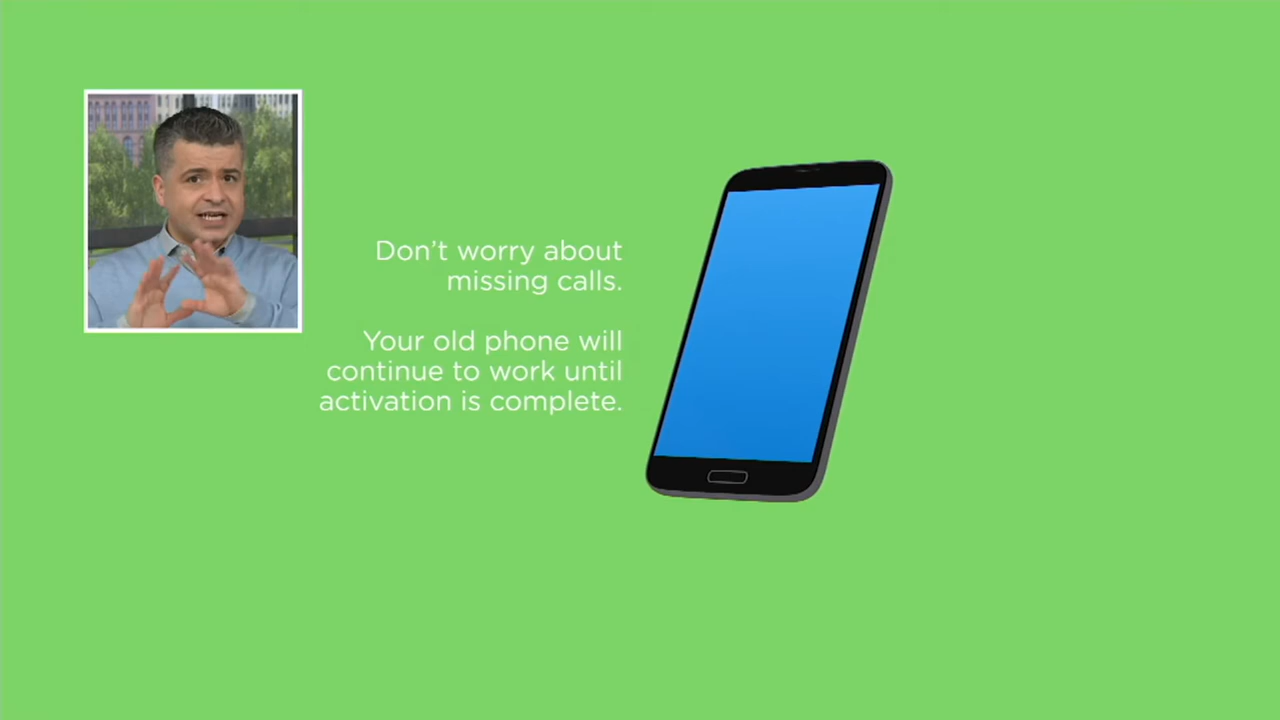 Don’t worry about
missing calls.
Your old phone will
continue to work until
activation is complete.